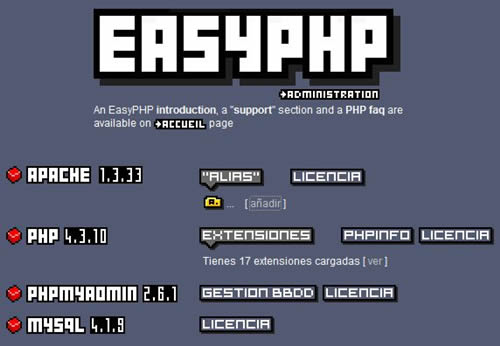 EASYPHP
ADMINISTRATION
An EasyPHP introduction, a "support" section and a PHP faq are
available on ACCUEIL page
APACHE 1.3.33 "ALIAS" LICENCIA
A. ... [añadir]
PHP 4.3.10 EXTENSIONES PHPINFO LICENCIA
Tienes 17 extensiones cargadas [ ver ]
PHPMYADMIN 2.6.1 GESTION BBDD LICENCIA
MYSQL 4.1.9 LICENCIA